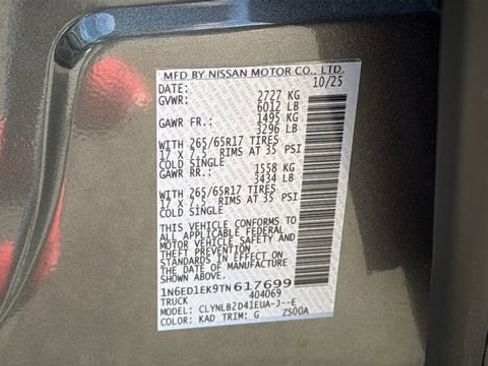 MFD BY NISSAN MOTOR CO., LTD.
DATE: 10/25
GVWR: 2727 KG
6012 LB
GAWR FR.: 1495 KG
3296 LB
WITH 265/65R17 TIRES
17 X 7.5 RIMS AT 35 PSI
COLD SINGLE
GAWR RR.: 1558 KG
3434 LB
WITH 265/65R17 TIRES
17 X 7.5 RIMS AT 35 PSI
COLD SINGLE
THIS VEHICLE CONFORMS TO
ALL APPLICABLE FEDERAL
MOTOR VEHICLE SAFETY AND
THEFT PREVENTION
STANDARDS IN EFFECT ON
THE DATE OF MANUFACTURE
SHOWN ABOVE.
1N6ED1EK9TN617699
TRUCK 404069
MODEL: CLYNLB2D41EUA-J--E
COLOR: KAD TRIM: G ZS00A